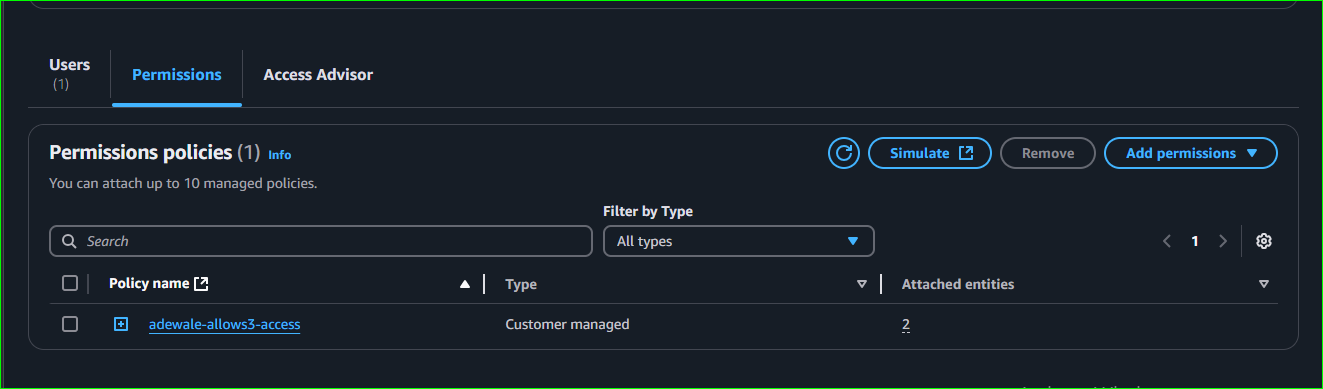 Users
(1)
Permissions
Access Advisor
Permissions policies (1) Info
Simulate
Remove
Add permissions
You can attach up to 10 managed policies.
Filter by Type
Search
All types
1
Policy name
Type
Attached entities
adewale-allows3-access
Customer managed
2